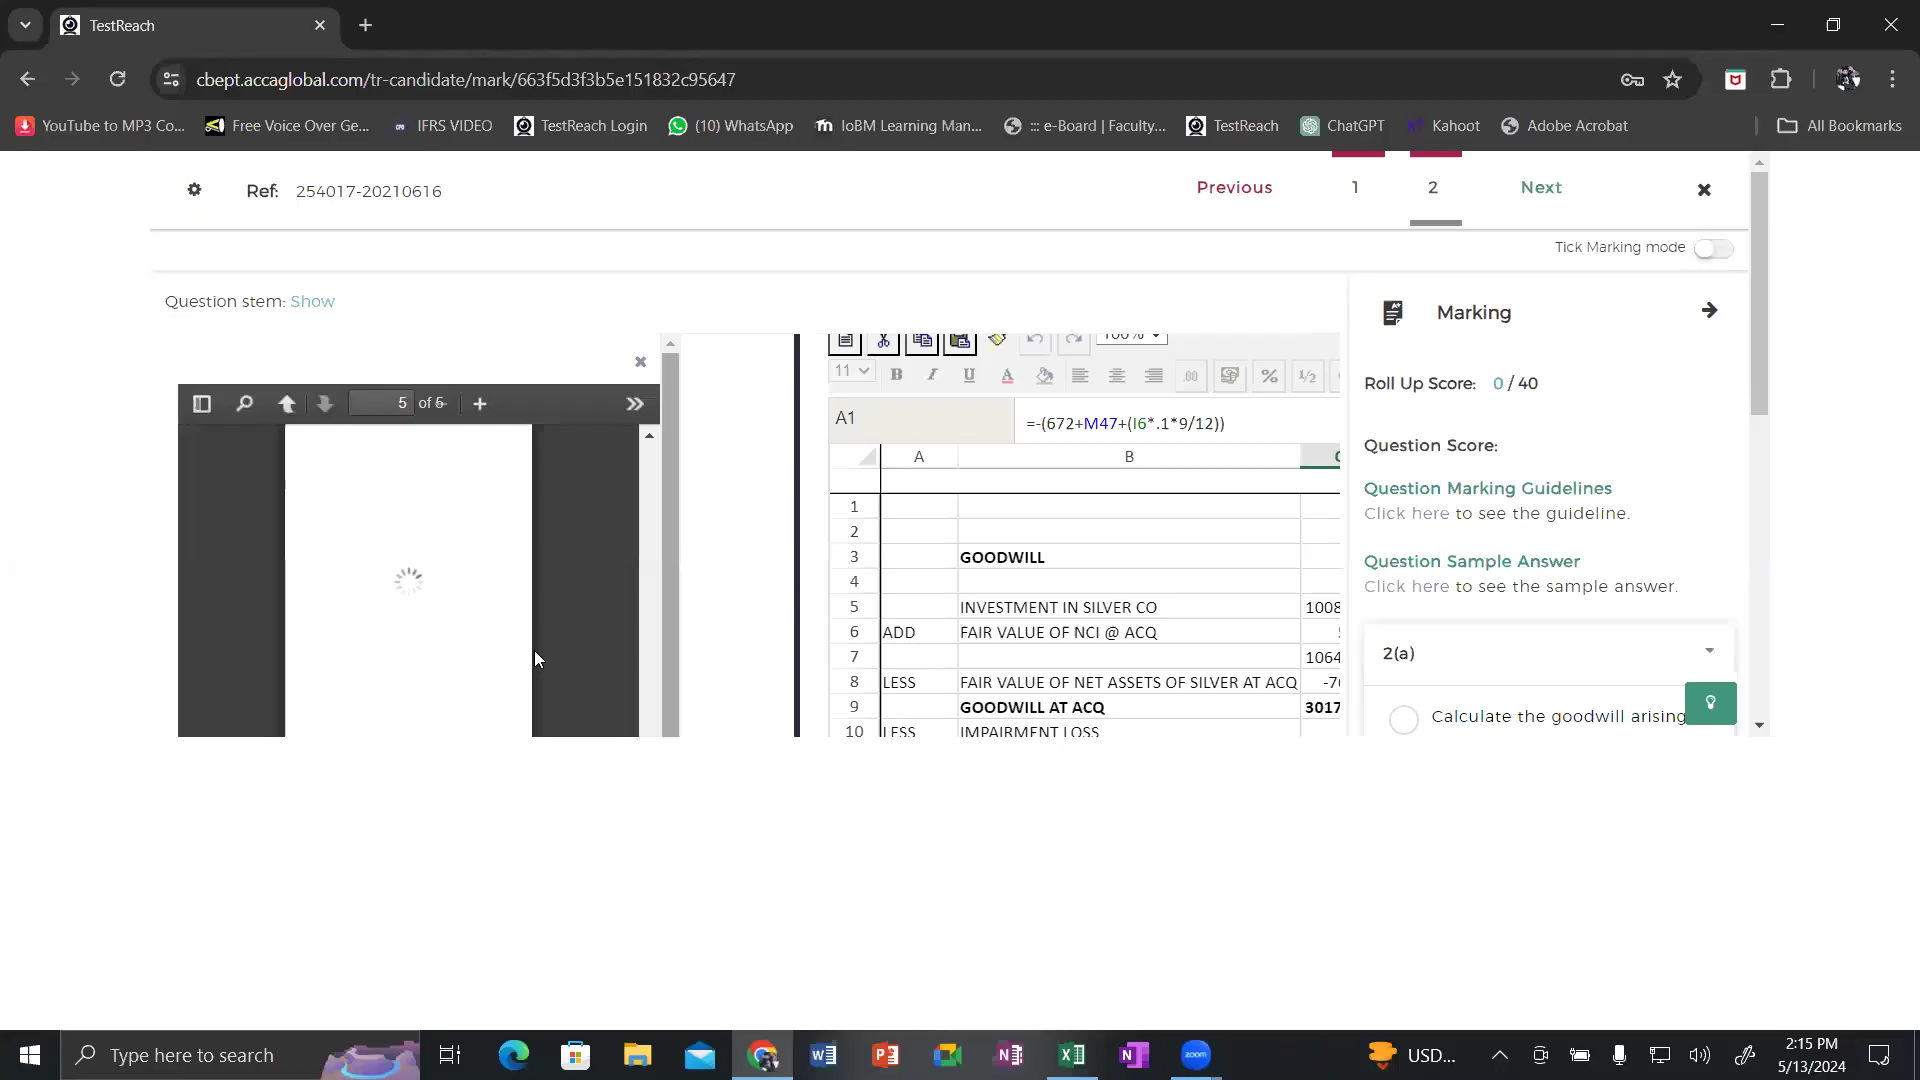 TestReach
cbept.accaglobal.com/tr-candidate/mark/663f5d3f3b5e151832c95647
YouTube to MP3 Co... Free Voice Over Ge... IFRS VIDEO TestReach Login (10) WhatsApp IoBM Learning Man... ::: e-Board | Faculty... TestReach ChatGPT Kahoot Adobe Acrobat All Bookmarks
Ref: 254017-20210616 Previous 1 2 Next
Tick Marking mode
Question stem: Show
Marking
100%
11 B I U A .00 % 1/2
Roll Up Score: 0 / 40
5 of 5
A1 =-(672+M47+(I6*.1*9/12))
Question Score:
A B
Question Marking Guidelines
Click here to see the guideline.
1
2
3 GOODWILL
4
Question Sample Answer
Click here to see the sample answer.
5 INVESTMENT IN SILVER CO 1008
6 ADD FAIR VALUE OF NCI @ ACQ
7 1064
2(a)
8 LESS FAIR VALUE OF NET ASSETS OF SILVER AT ACQ
9 GOODWILL AT ACQ 3017
Calculate the goodwill arising
10 LESS IMPAIRMENT LOSS
Type here to search
zoom
USD...
2:15 PM
5/13/2024